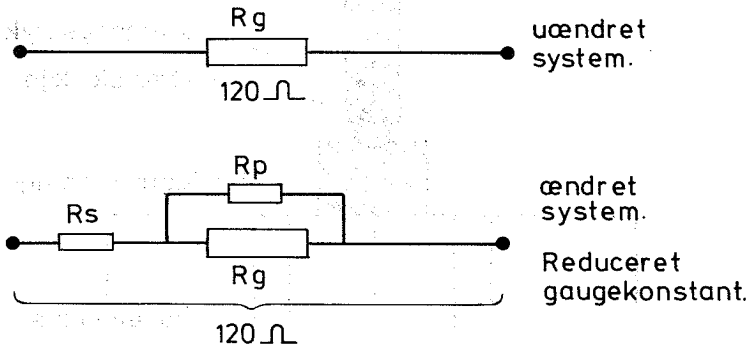 Rg
120 Ω
uændret
system.
Rp
Rs
Rg
ændret
system.
Reduceret
gaugekonstant.
120 Ω